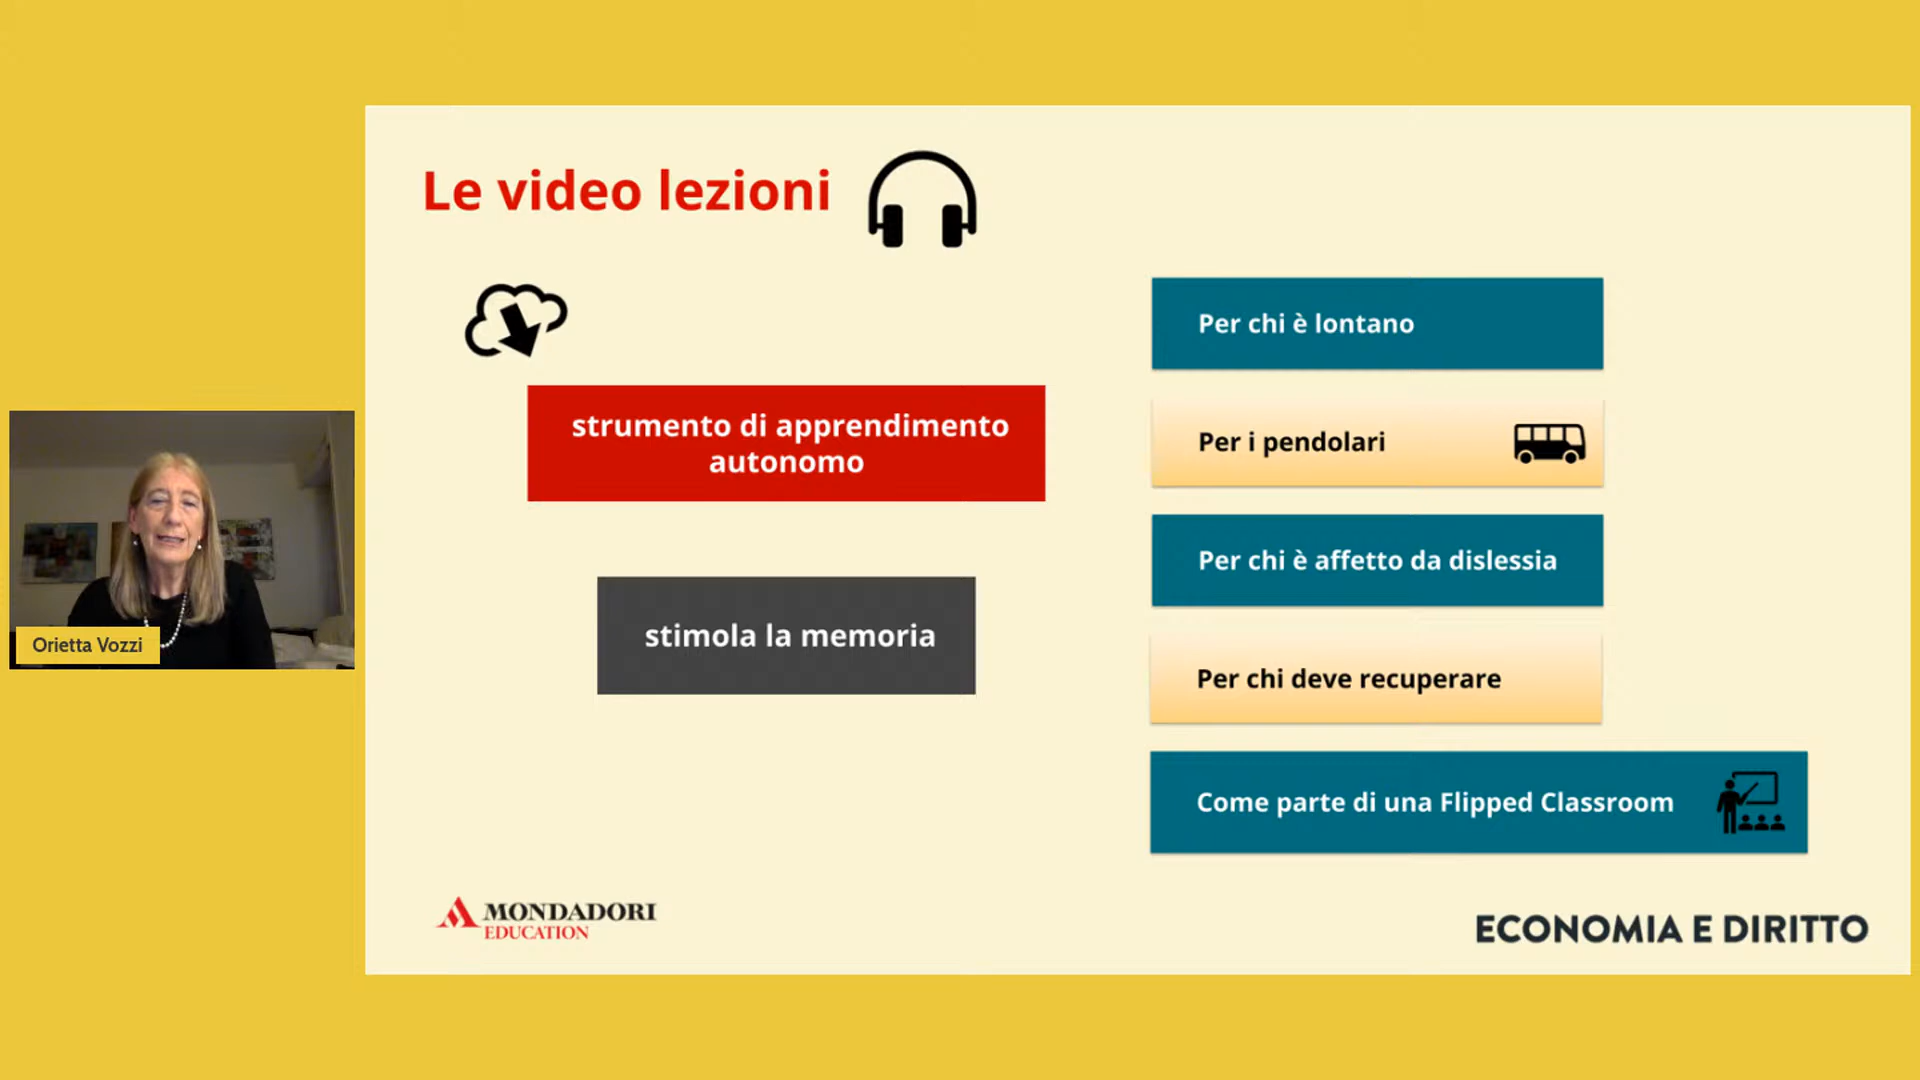 Le video lezioni
strumento di apprendimento
autonomo
stimola la memoria
Per chi è lontano
Per i pendolari
Per chi è affetto da dislessia
Per chi deve recuperare
Come parte di una Flipped Classroom
Orietta Vozzi
MONDADORI
EDUCATION
ECONOMIA E DIRITTO